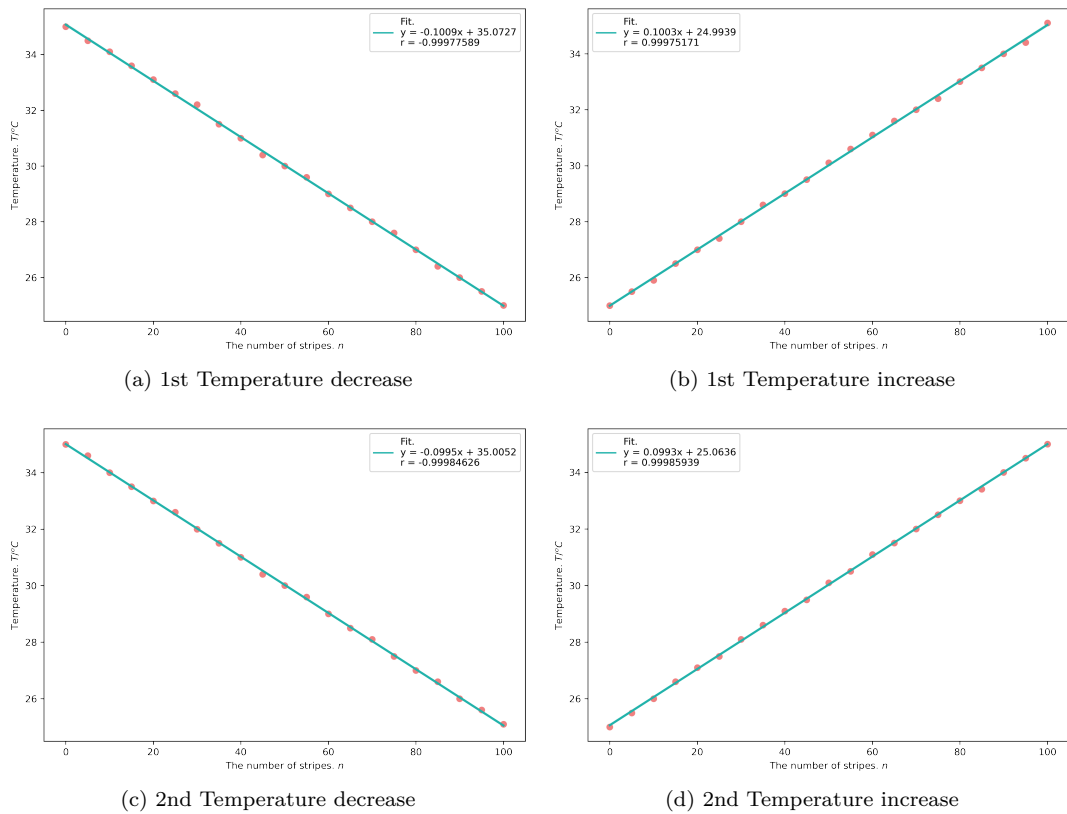 Fit.
y = -0.1009x + 35.0727
r = -0.99977589
34
32
30
28
26
Temperature. T/°C
0 20 40 60 80 100
The number of stripes. n
(a) 1st Temperature decrease
Fit.
y = 0.1003x + 24.9939
r = 0.99975171
34
32
30
28
26
Temperature. T/°C
0 20 40 60 80 100
The number of stripes. n
(b) 1st Temperature increase
Fit.
y = -0.0995x + 35.0052
r = -0.99984626
34
32
30
28
26
Temperature. T/°C
0 20 40 60 80 100
The number of stripes. n
(c) 2nd Temperature decrease
Fit.
y = 0.0993x + 25.0636
r = 0.99985939
34
32
30
28
26
Temperature. T/°C
0 20 40 60 80 100
The number of stripes. n
(d) 2nd Temperature increase